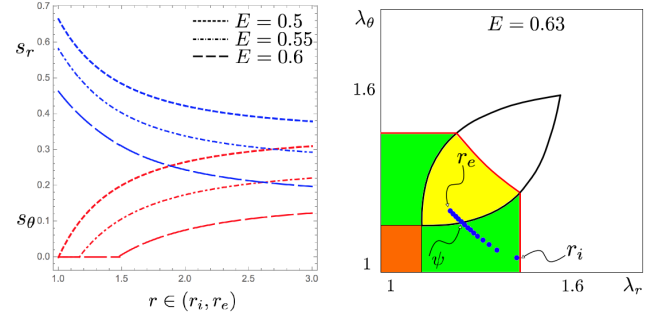 0.7
0.6
0.5
0.4
0.3
0.2
0.1
0.0
s_r
s_θ
E = 0.5
E = 0.55
E = 0.6
1.0 1.5 2.0 2.5 3.0
r ∈ (r_i, r_e)
λ_θ
E = 0.63
1.6
r_e
ψ
r_i
1
1 1.6
λ_r